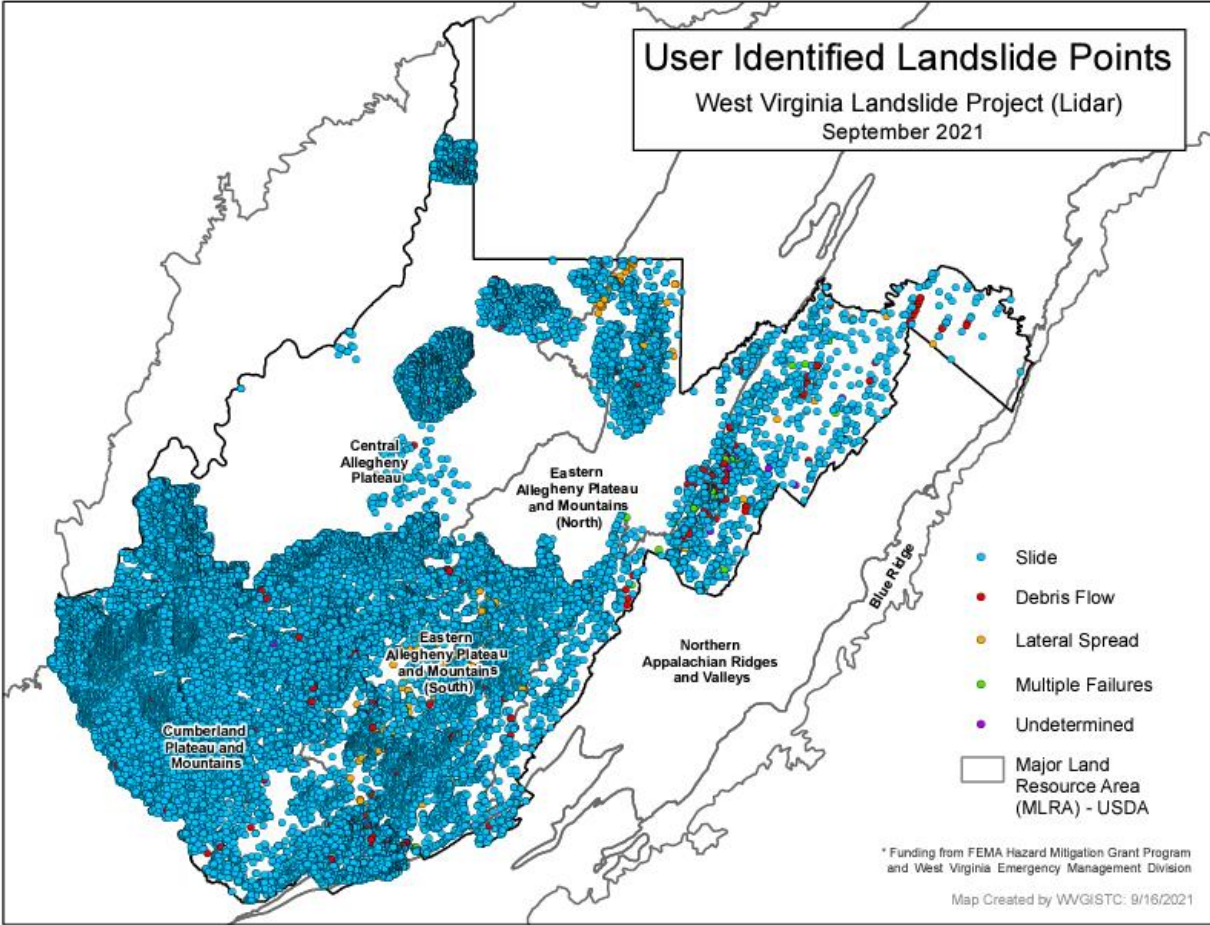 User Identified Landslide Points
West Virginia Landslide Project (Lidar)
September 2021
Central
Allegheny
Plateau
Eastern
Allegheny Plateau
and Mountains
(North)
Blue Ridge
Eastern
Allegheny Plateau
and Mountains
(South)
Northern
Appalachian Ridges
and Valleys
Cumberland
Plateau and
Mountains
Slide
Debris Flow
Lateral Spread
Multiple Failures
Undetermined
Major Land
Resource Area
(MLRA) - USDA
* Funding from FEMA Hazard Mitigation Grant Program
and West Virginia Emergency Management Division
Map Created by WVGISTC: 9/16/2021